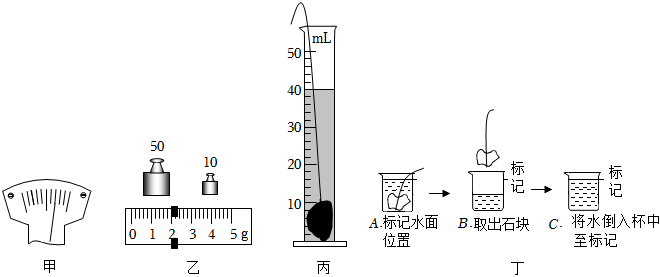 50
10
0 1 2 3 4 5 g
mL
50
40
30
20
10
标
记
标
记
A.标记水面
位置
B.取出石块
C.将水倒入杯中
至标记
甲
乙
丙
丁